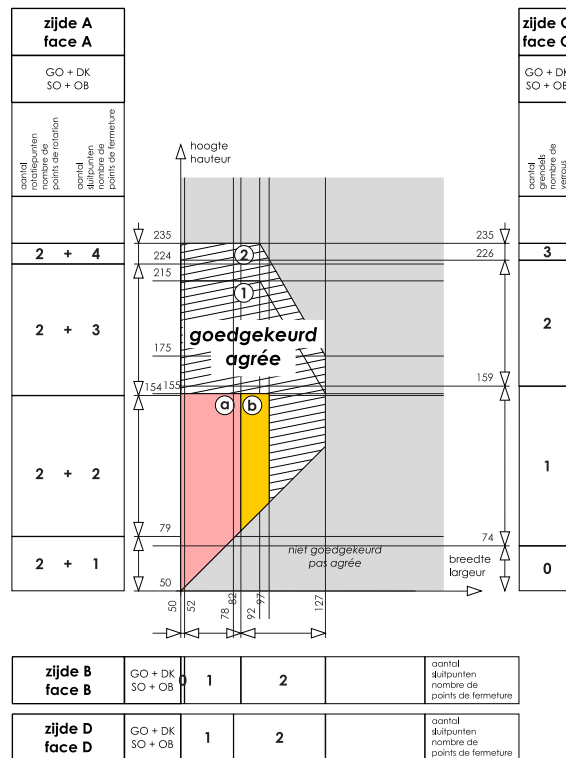 zijde A
face A
GO + DK
SO + OB
aantal
rotatiepunten
nombre de
points de rotation
aantal
sluitpunten
nombre de
points de fermeture
2 + 4
2 + 3
2 + 2
2 + 1
hoogte
hauteur
235
224
215
175
154 155
79
50
2
1
goedgekeurd
agrée
a
b
niet goedgekeurd
pas agrée
breedte
largeur
50
52
78
82
92
97
127
zijde C
face C
GO + DK
SO + OB
aantal
grendels
nombre de
verrous
235
226
159
74
3
2
1
0
zijde B
face B
GO + DK
SO + OB
0
1
2
aantal
sluitpunten
nombre de
points de fermeture
zijde D
face D
GO + DK
SO + OB
1
2
aantal
sluitpunten
nombre de
points de fermeture